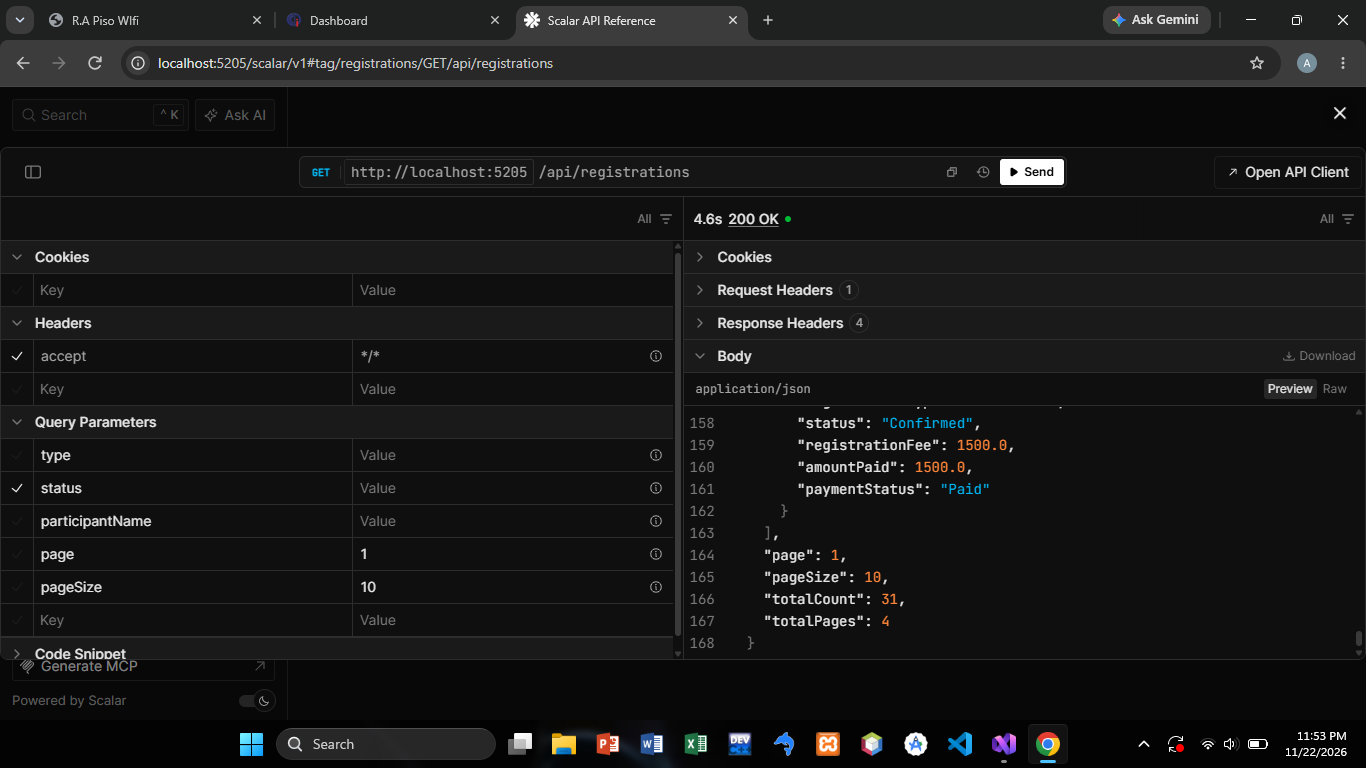 R.A Piso WIfi
Dashboard
Scalar API Reference
Ask Gemini
localhost:5205/scalar/v1#tag/registrations/GET/api/registrations
A
Search
^ K
Ask AI
GET
http://localhost:5205 /api/registrations
Send
Open API Client
All
4.6s 200 OK
All
Cookies
Key Value
Headers
accept */*
Key Value
Query Parameters
type Value
status Value
participantName Value
page 1
pageSize 10
Key Value
Code Snippet
Cookies
Request Headers 1
Response Headers 4
Body
Download
application/json
Preview Raw
158 "status": "Confirmed",
159 "registrationFee": 1500.0,
160 "amountPaid": 1500.0,
161 "paymentStatus": "Paid"
162 }
163 ],
164 "page": 1,
165 "pageSize": 10,
166 "totalCount": 31,
167 "totalPages": 4
168 }
Generate MCP
Powered by Scalar
Search
DEV
11:53 PM
11/22/2026